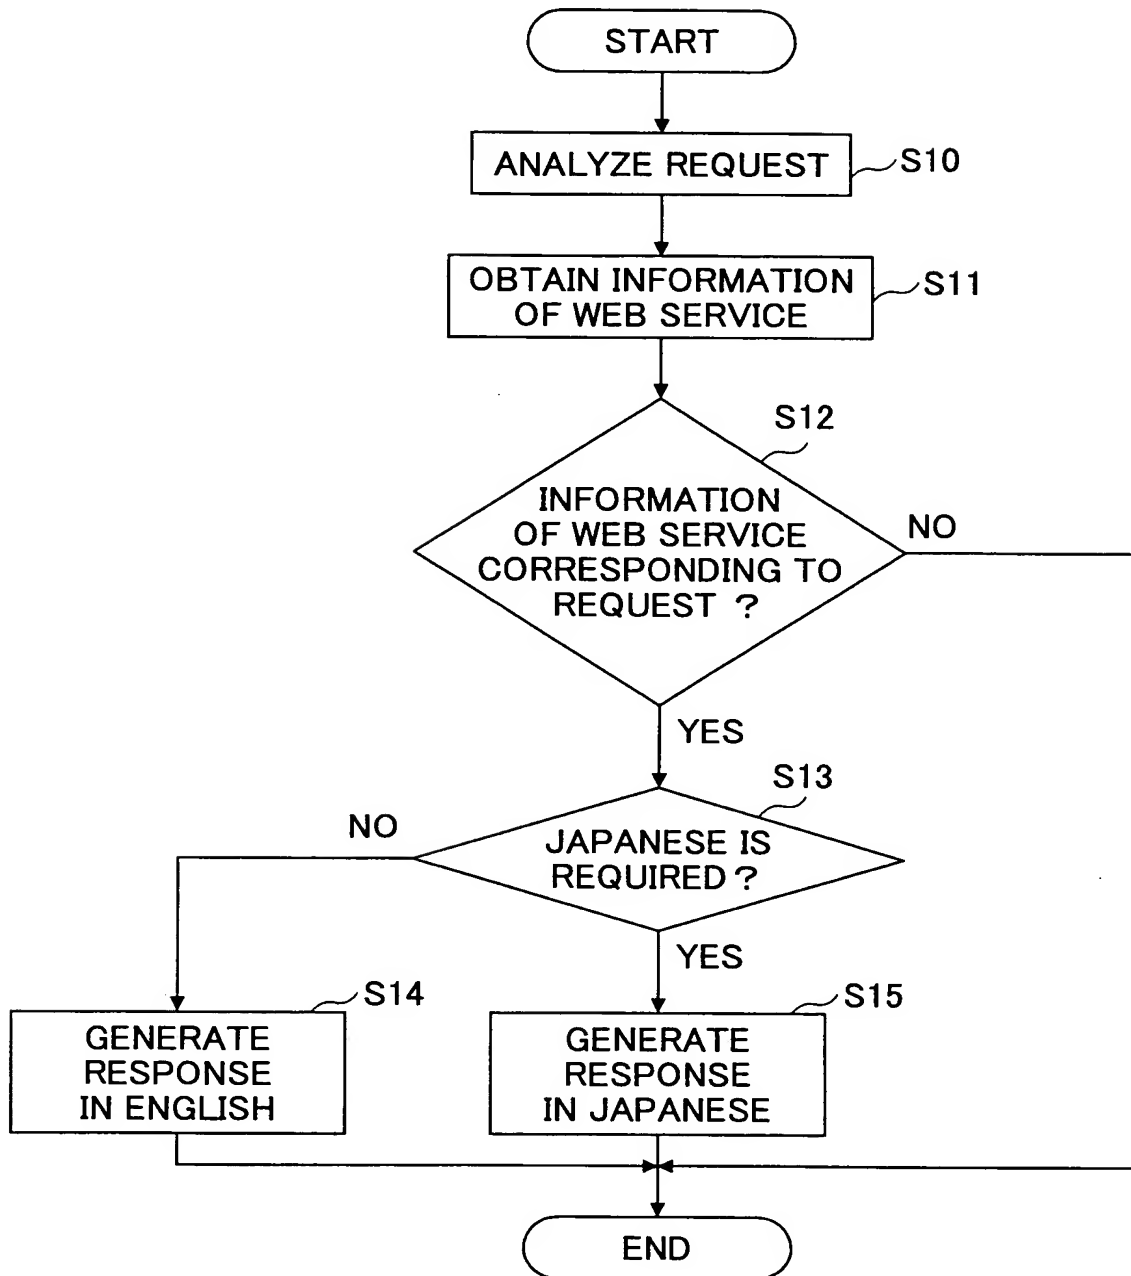 START
ANALYZE REQUEST
S10
OBTAIN INFORMATION
OF WEB SERVICE
S11
S12
INFORMATION
OF WEB SERVICE
CORRESPONDING TO
REQUEST ?
NO
YES
S13
JAPANESE IS
REQUIRED ?
NO
YES
S14
GENERATE
RESPONSE
IN ENGLISH
S15
GENERATE
RESPONSE
IN JAPANESE
END